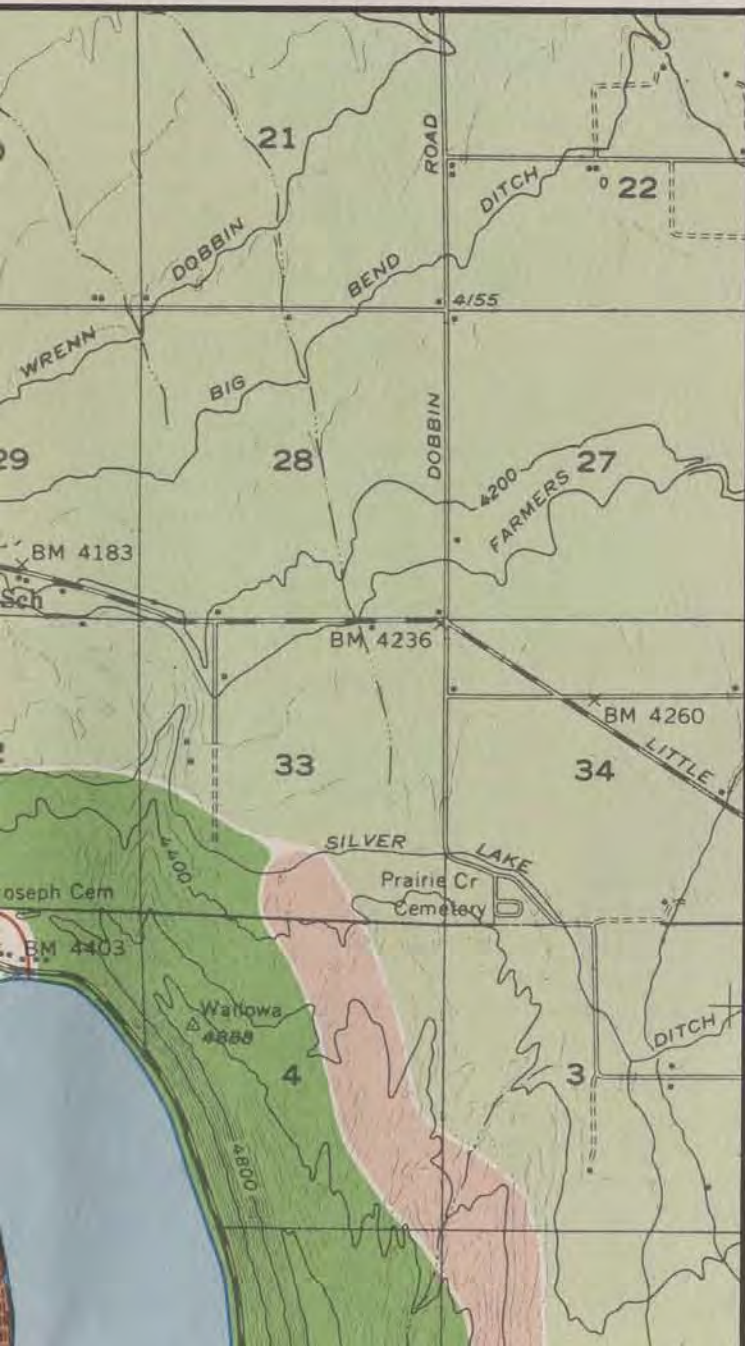 21
ROAD
DITCH
22
DOBBIN
BEND
4155
WRENN
BIG
DOBBIN
29
28
4200
27
FARMERS
BM 4183
Sch
BM 4236
BM 4260
33
34
LITTLE
4400
SILVER
LAKE
Prairie Cr
Cemetery
oseph Cem
BM 4403
Wallowa
4888
4
3
DITCH
4800